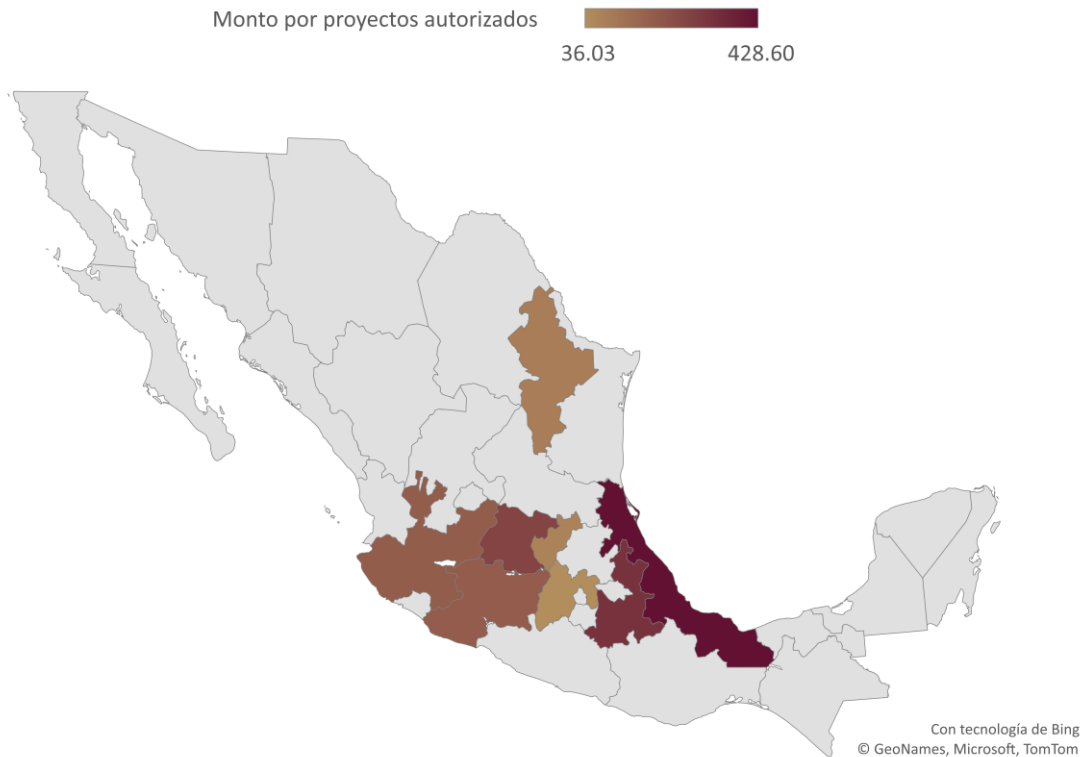 Monto por proyectos autorizados
36.03 428.60
Con tecnología de Bing
© GeoNames, Microsoft, TomTom